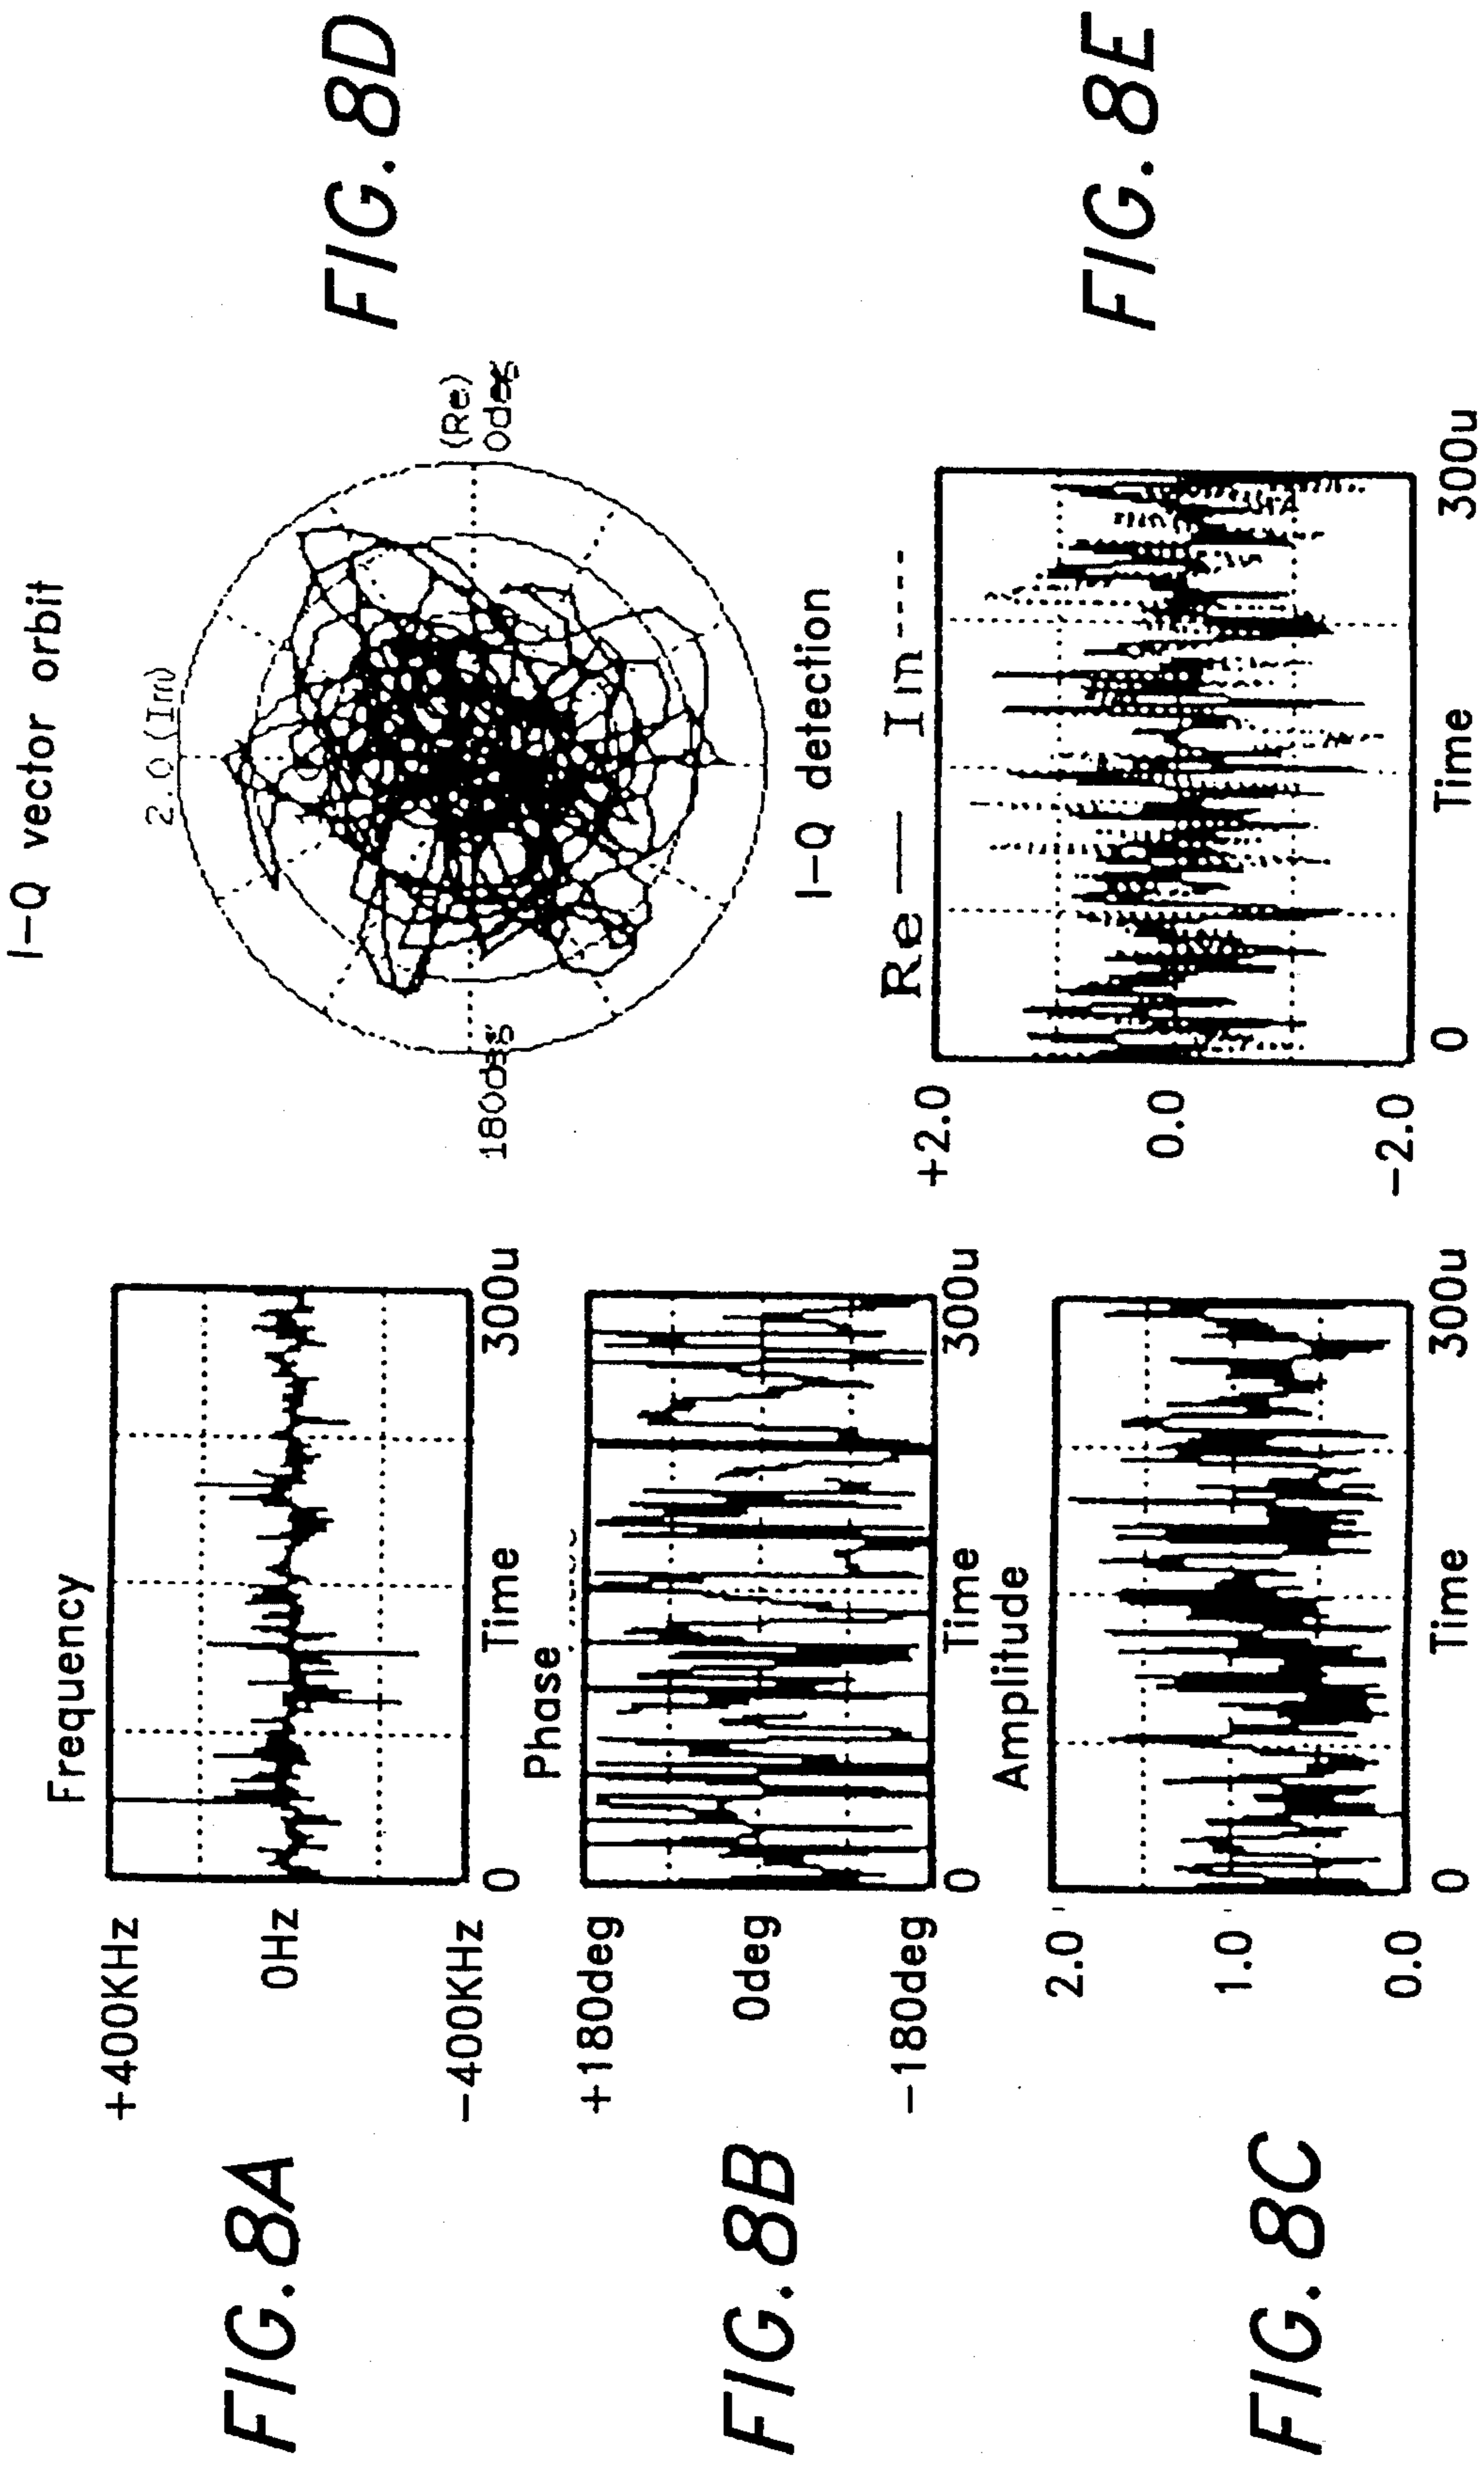 FIG. 8A
Frequency
+400KHz
0Hz
-400KHz
0
Time
300u
FIG. 8B
Phase
+180deg
0deg
-180deg
0
Time
300u
FIG. 8C
Amplitude
2.0
1.0
0.0
0
Time
300u
I-Q vector orbit
2.0 (Im)
180deg
(Re)
0deg
FIG. 8D
I-Q detection
Re —— Im ----
+2.0
0.0
-2.0
0
Time
300u
FIG. 8E